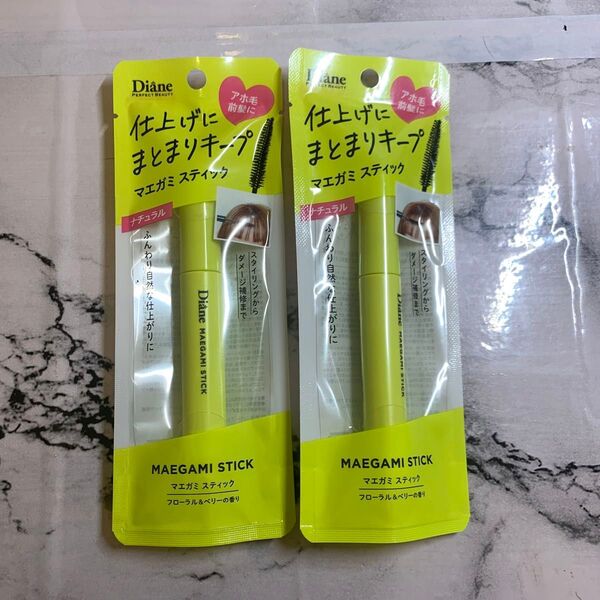 Diane
PERFECT BEAUTY
アホ毛
前髪に
仕上げに
まとまりキープ
マエガミ スティック
ナチュラル
ふんわり自然な仕上がりに
スタイリングから
ダメージ補修まで
Diane MAEGAMI STICK
MAEGAMI STICK
マエガミ スティック
フローラル&ベリーの香り
Diane
PERFECT BEAUTY
アホ毛
前髪に
仕上げに
まとまりキープ
マエガミ スティック
ナチュラル
ふんわり自然な仕上がりに
スタイリングから
ダメージ補修まで
Diane MAEGAMI STICK
MAEGAMI STICK
マエガミ スティック
フローラル&ベリーの香り